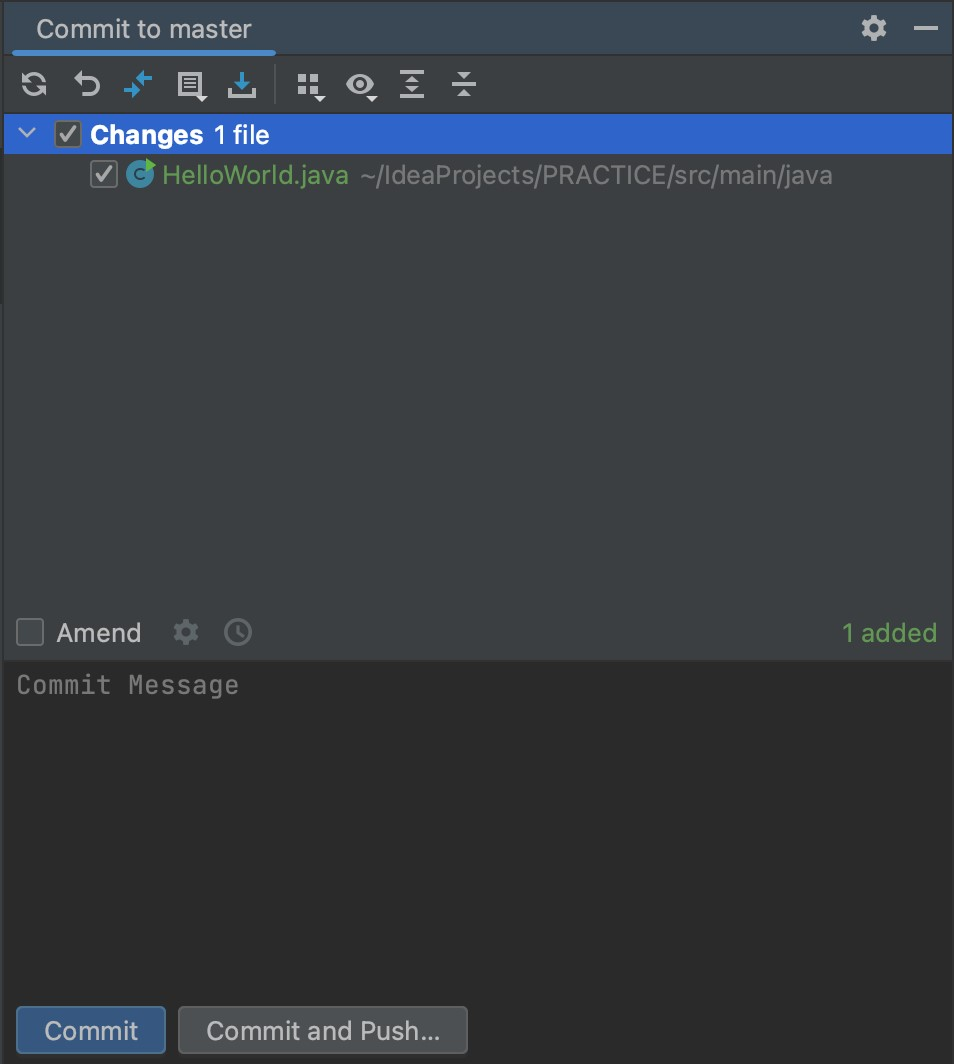 Commit to master
Changes 1 file
HelloWorld.java ~/IdeaProjects/PRACTICE/src/main/java
Amend 1 added
Commit Message
Commit Commit and Push...